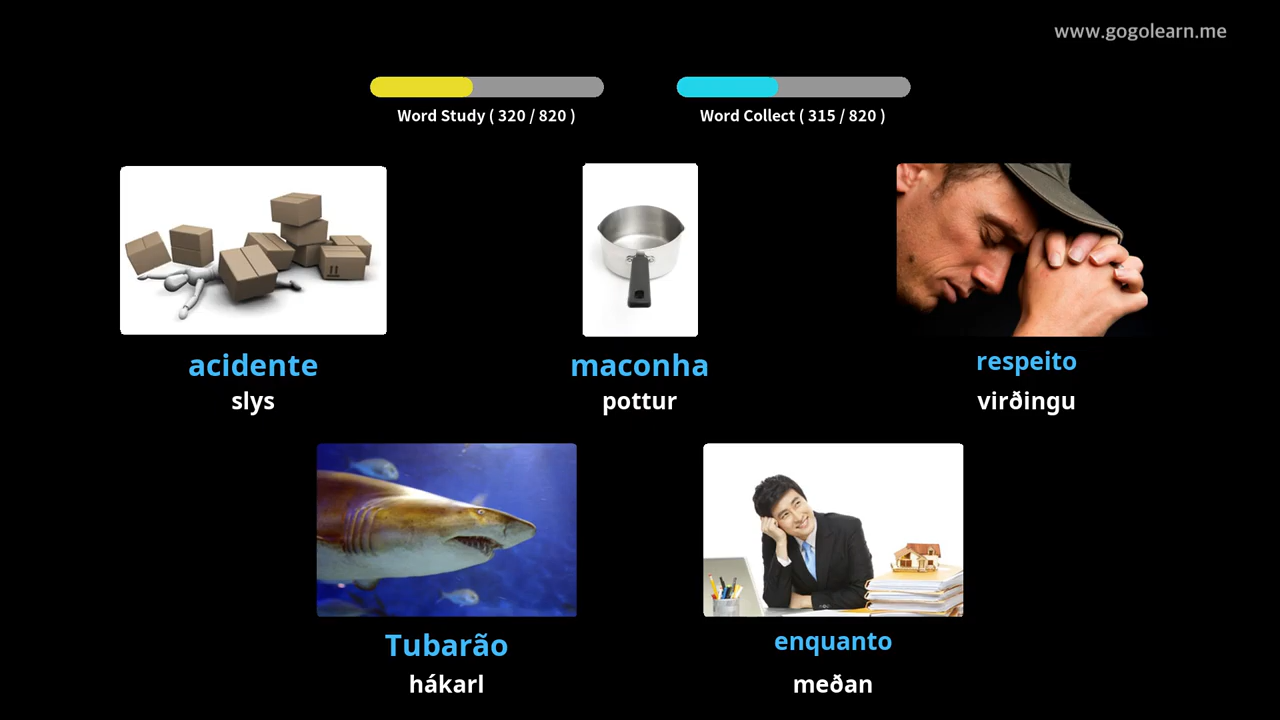 www.gogolearn.me
Word Study ( 320 / 820 )
Word Collect ( 315 / 820 )
acidente
slys
maconha
pottur
respeito
virðingu
Tubarão
hákarl
enquanto
meðan